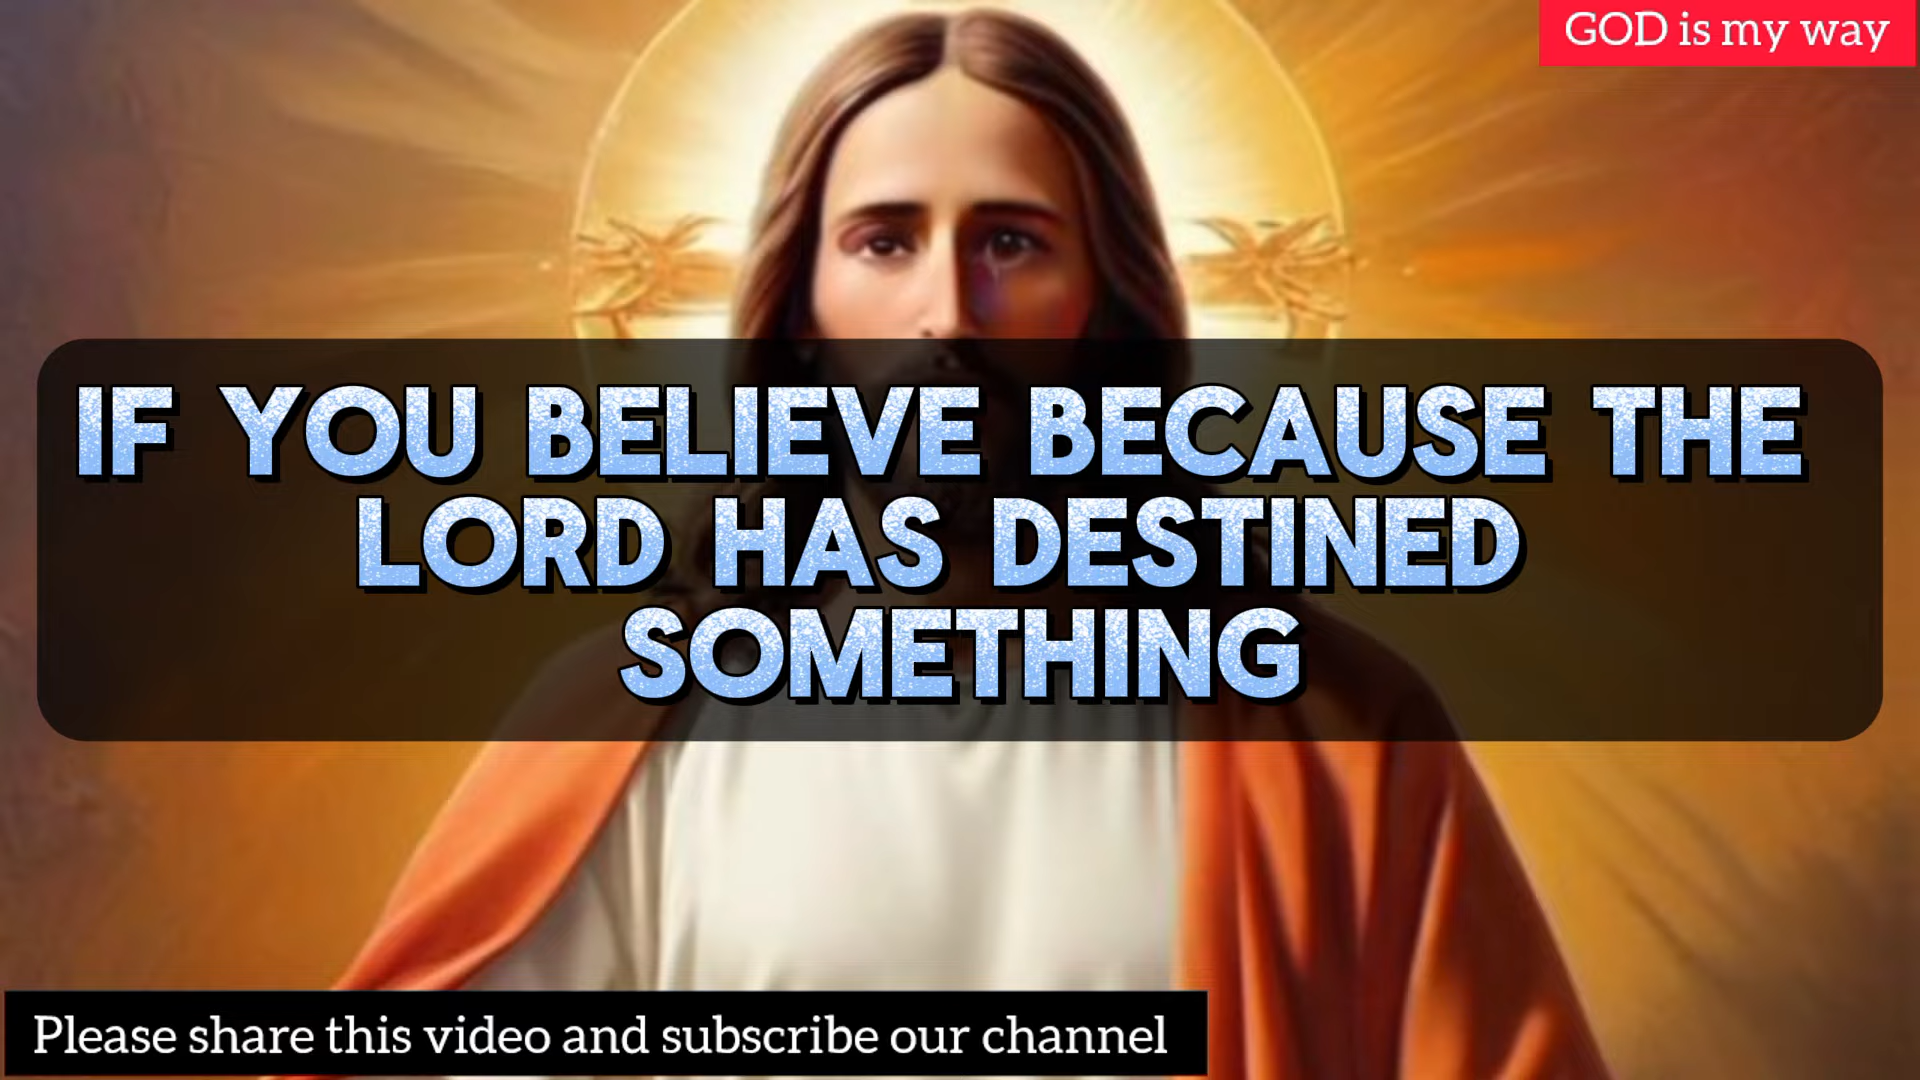 GOD is my way
IF YOU BELIEVE BECAUSE THE
LORD HAS DESTINED
SOMETHING
Please share this video and subscribe our channel